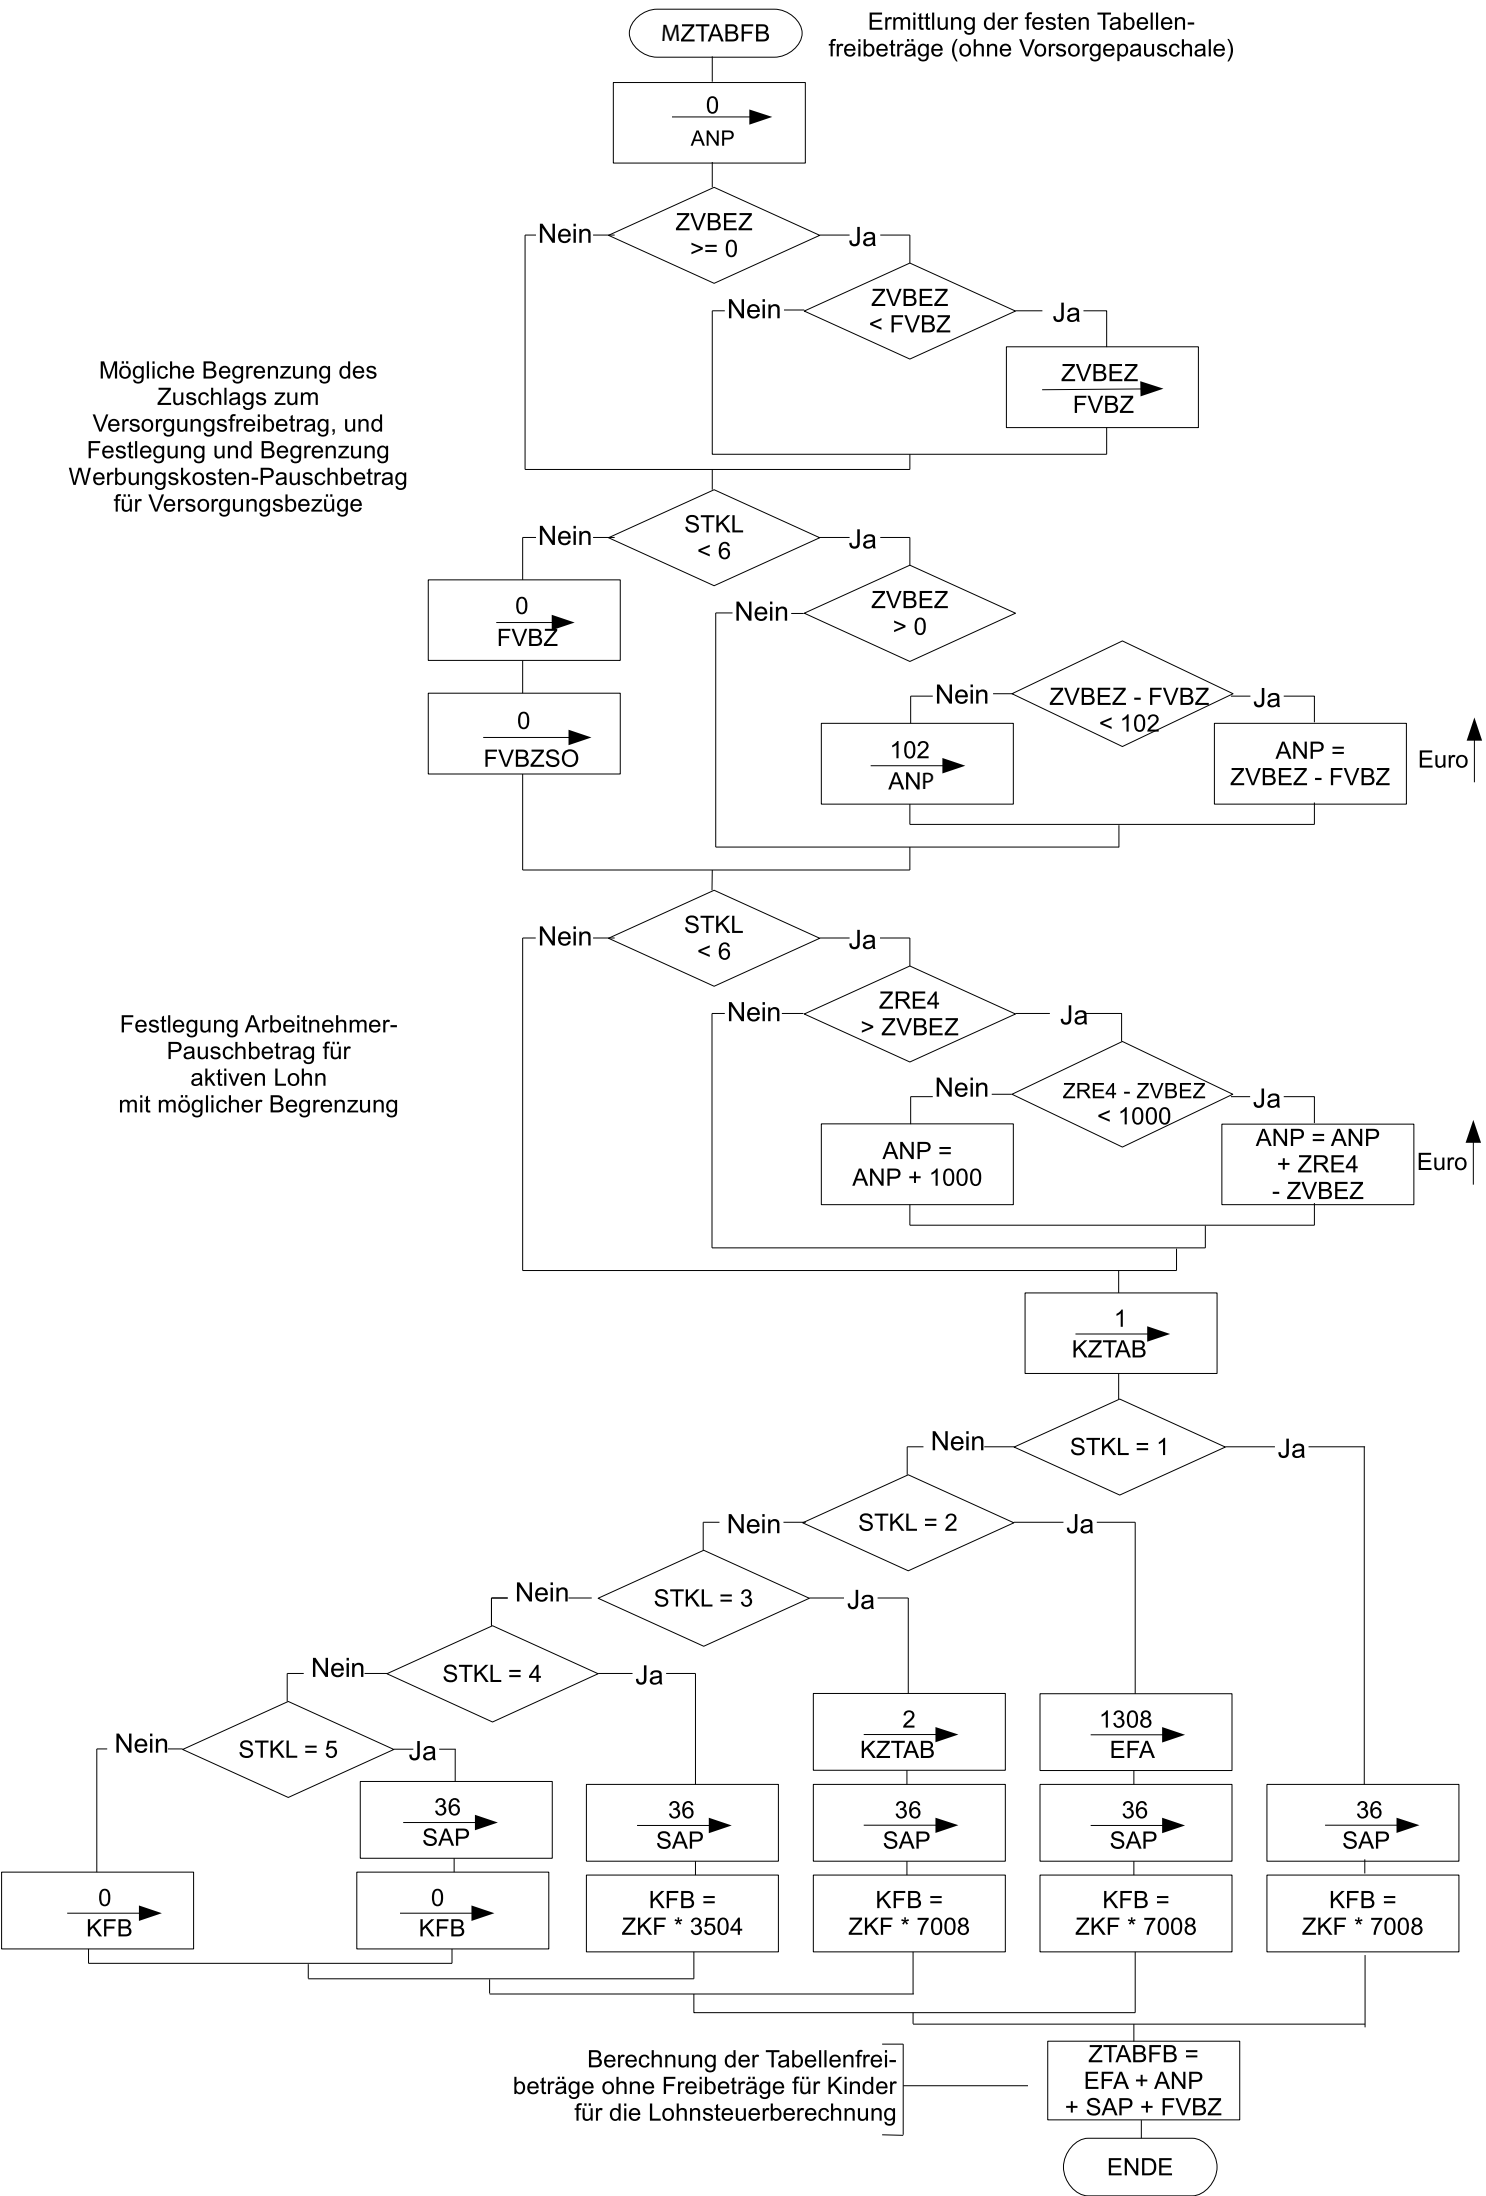 MZTABFB
Ermittlung der festen Tabellen-
freibeträge (ohne Vorsorgepauschale)
0
ANP
ZVBEZ
>= 0
Nein
Ja
ZVBEZ
< FVBZ
Nein
Ja
ZVBEZ
FVBZ
Mögliche Begrenzung des
Zuschlags zum
Versorgungsfreibetrag, und
Festlegung und Begrenzung
Werbungskosten-Pauschbetrag
für Versorgungsbezüge
STKL
< 6
Nein
Ja
0
FVBZ
0
FVBZSO
ZVBEZ
> 0
Nein
ZVBEZ - FVBZ
< 102
Nein
Ja
102
ANP
ANP =
ZVBEZ - FVBZ
Euro
STKL
< 6
Nein
Ja
Festlegung Arbeitnehmer-
Pauschbetrag für
aktiven Lohn
mit möglicher Begrenzung
ZRE4
> ZVBEZ
Nein
Ja
ZRE4 - ZVBEZ
< 1000
Nein
Ja
ANP =
ANP + 1000
ANP = ANP
+ ZRE4
- ZVBEZ
Euro
1
KZTAB
STKL = 1
Nein
Ja
STKL = 2
Nein
Ja
STKL = 3
Nein
Ja
STKL = 4
Nein
Ja
STKL = 5
Nein
Ja
2
KZTAB
1308
EFA
36
SAP
36
SAP
36
SAP
36
SAP
36
SAP
0
KFB
0
KFB
KFB =
ZKF * 3504
KFB =
ZKF * 7008
KFB =
ZKF * 7008
KFB =
ZKF * 7008
Berechnung der Tabellenfrei-
beträge ohne Freibeträge für Kinder
für die Lohnsteuerberechnung
ZTABFB =
EFA + ANP
+ SAP + FVBZ
ENDE